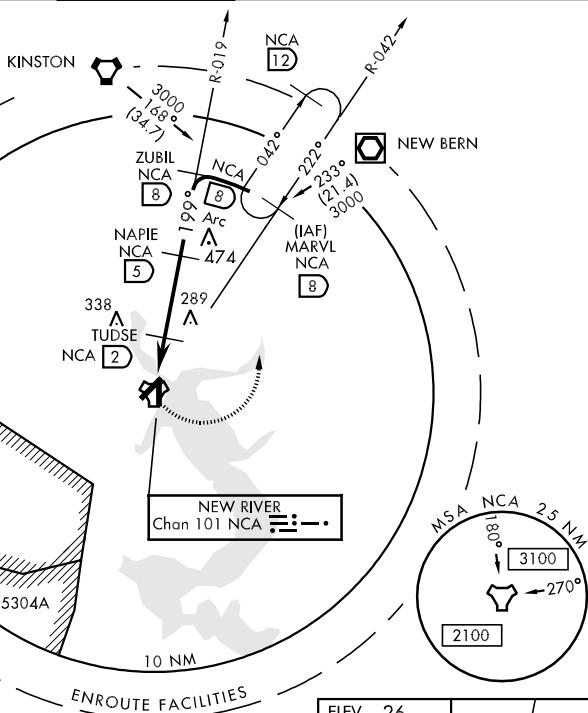 KINSTON
3000
168°
(34.7)
R-019
NCA
12
R-042
042°
222°
NEW BERN
233°
(21.4)
3000
ZUBIL
NCA
8
NCA
8
Arc
199°
(IAF)
MARVL
NCA
8
NAPIE
NCA
5
474
338
289
TUDSE
NCA 2
NEW RIVER
Chan 101 NCA
5304A
MSA NCA 25 NM
180°
3100
270°
2100
10 NM
ENROUTE FACILITIES
ELEV 26